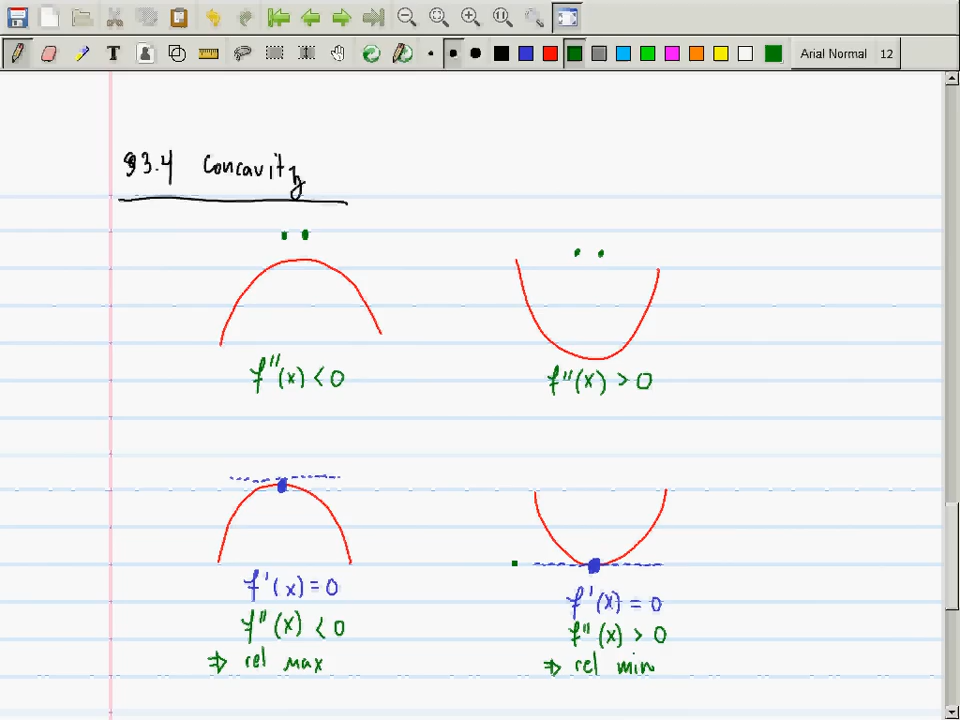 Arial Normal 12
§3.4 Concavity
f''(x) < 0
f''(x) > 0
f'(x) = 0
f''(x) < 0
⇒ rel max
f'(x) = 0
f''(x) > 0
⇒ rel min